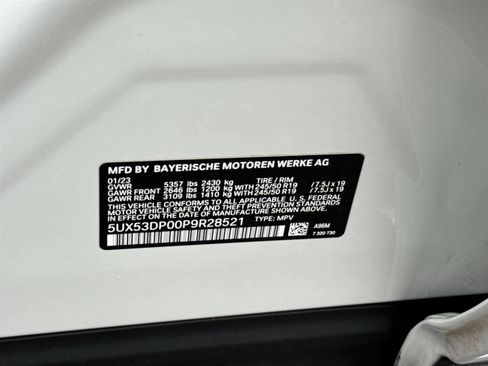 MFD BY BAYERISCHE MOTOREN WERKE AG
01/23 TIRE / RIM
GVWR 5357 lbs 2430 kg
GAWR FRONT 2646 lbs 1200 kg WITH 245/50 R19 / 7.5J x 19
GAWR REAR 3109 lbs 1410 kg WITH 245/50 R19 / 7.5J x 19
THIS VEHICLE CONFORMS TO ALL APPLICABLE U.S. FEDERAL
MOTOR VEHICLE SAFETY, BUMPER, AND THEFT PREVENTION
STANDARDS IN EFFECT ON THE DATE OF MANUFACTURE SHOWN ABOVE.
5UX53DP00P9R28521 TYPE: MPV A96M
7 320 730